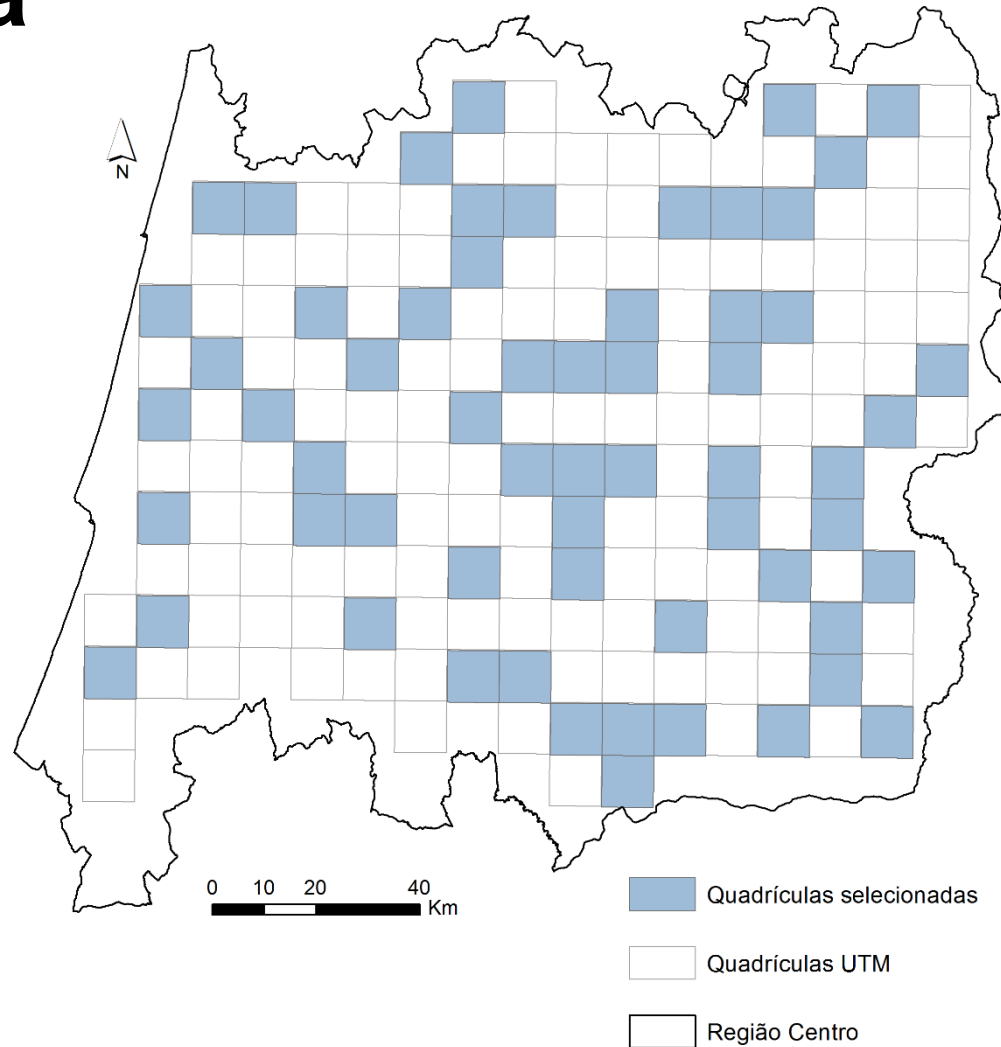 a
N
0 10 20 40
Km
Quadrículas selecionadas
Quadrículas UTM
Região Centro